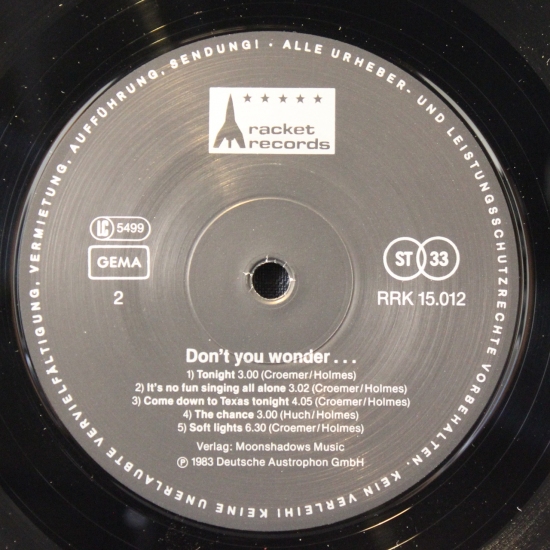 ALLE URHEBER- UND LEISTUNGSSCHUTZRECHTE VORBEHALTEN · KEIN VERLEIH! KEINE UNERLAUBTE VERVIELFÄLTIGUNG, VERMIETUNG, AUFFÜHRUNG, SENDUNG! ·
racket
records
LC 5499
GEMA
2
ST 33
RRK 15.012
Don't you wonder...
1) Tonight 3.00 (Croemer/Holmes)
2) It's no fun singing all alone 3.02 (Croemer/Holmes)
3) Come down to Texas tonight 4.05 (Croemer/Holmes)
4) The chance 3.00 (Huch/Holmes)
5) Soft lights 6.30 (Croemer/Holmes)
Verlag: Moonshadows Music
℗ 1983 Deutsche Austrophon GmbH